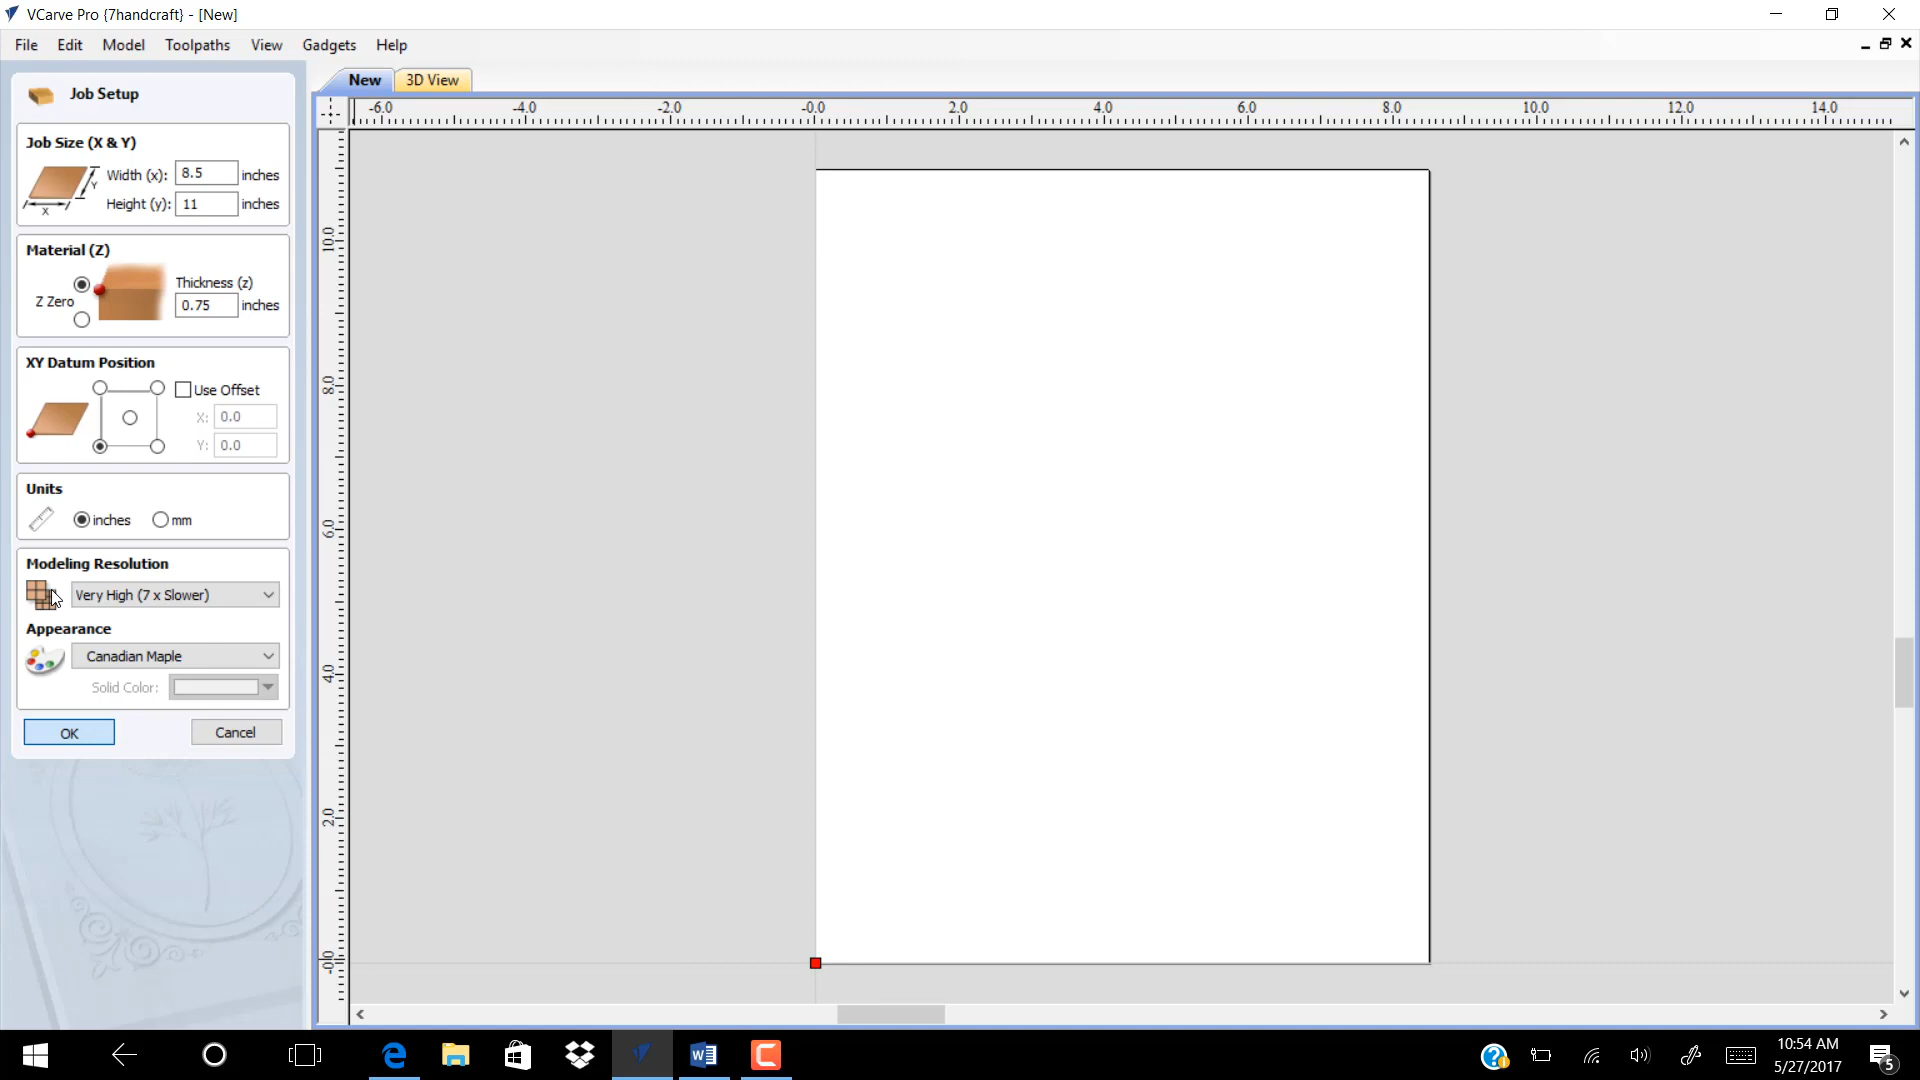 VCarve Pro {7handcraft} - [New]
File Edit Model Toolpaths View Gadgets Help
New 3D View
Job Setup
-6.0 -4.0 -2.0 -0.0 2.0 4.0 6.0 8.0 10.0 12.0 14.0
Job Size (X & Y)
Width (x): 8.5 inches
Height (y): 11 inches
Y
X
Material (Z)
Thickness (z)
Z Zero 0.75 inches
XY Datum Position
Use Offset
X: 0.0
Y: 0.0
Units
inches mm
Modeling Resolution
Very High (7 x Slower)
Appearance
Canadian Maple
Solid Color:
OK Cancel
10.0
8.0
6.0
4.0
2.0
-0.0
10:54 AM
5/27/2017
5